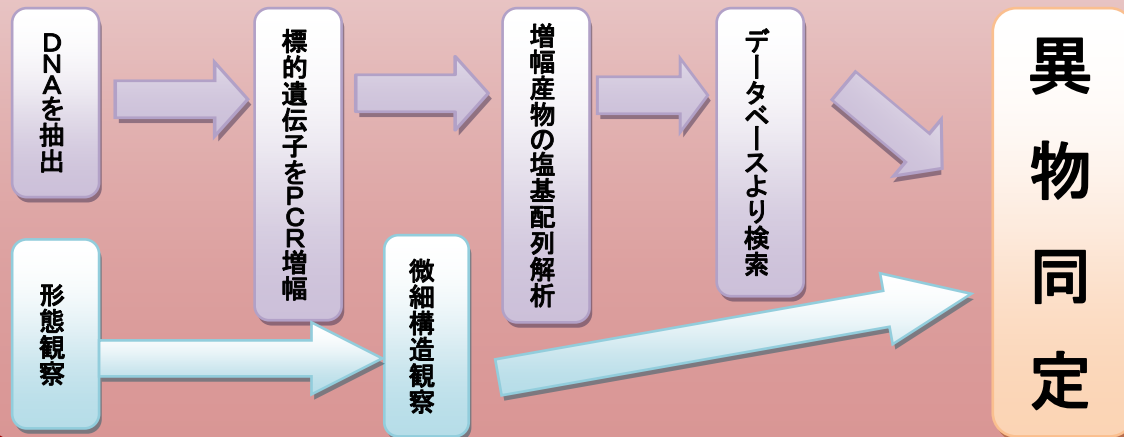 DNAを抽出
標的遺伝子をPCR増幅
増幅産物の塩基配列解析
データベースより検索
形態観察
微細構造観察
異物同定